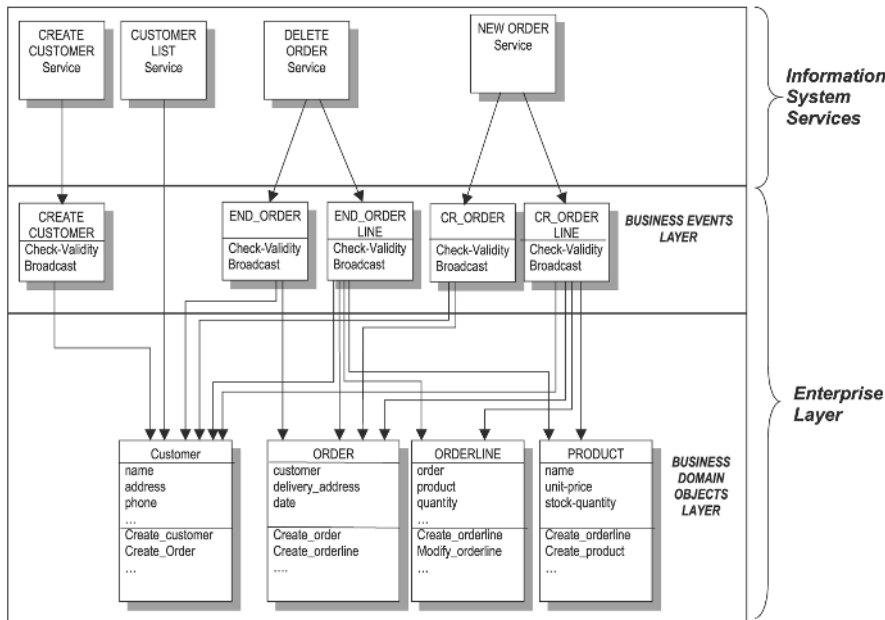 CREATE
CUSTOMER
Service
CUSTOMER
LIST
Service
DELETE
ORDER
Service
NEW ORDER
Service
Information
System
Services
CREATE
CUSTOMER
Check-Validity
Broadcast
END_ORDER
Check-Validity
Broadcast
END_ORDER
LINE
Check-Validity
Broadcast
CR_ORDER
Check-Validity
Broadcast
CR_ORDER
LINE
Check-Validity
Broadcast
BUSINESS EVENTS
LAYER
Enterprise
Layer
Customer
name
address
phone
...
Create_customer
Create_Order
...
ORDER
customer
delivery_address
date
Create_order
Create_orderline
....
ORDERLINE
order
product
quantity
...
Create_orderline
Modify_orderline
...
PRODUCT
name
unit-price
stock-quantity
Create_orderline
Create_product
...
BUSINESS
DOMAIN
OBJECTS
LAYER